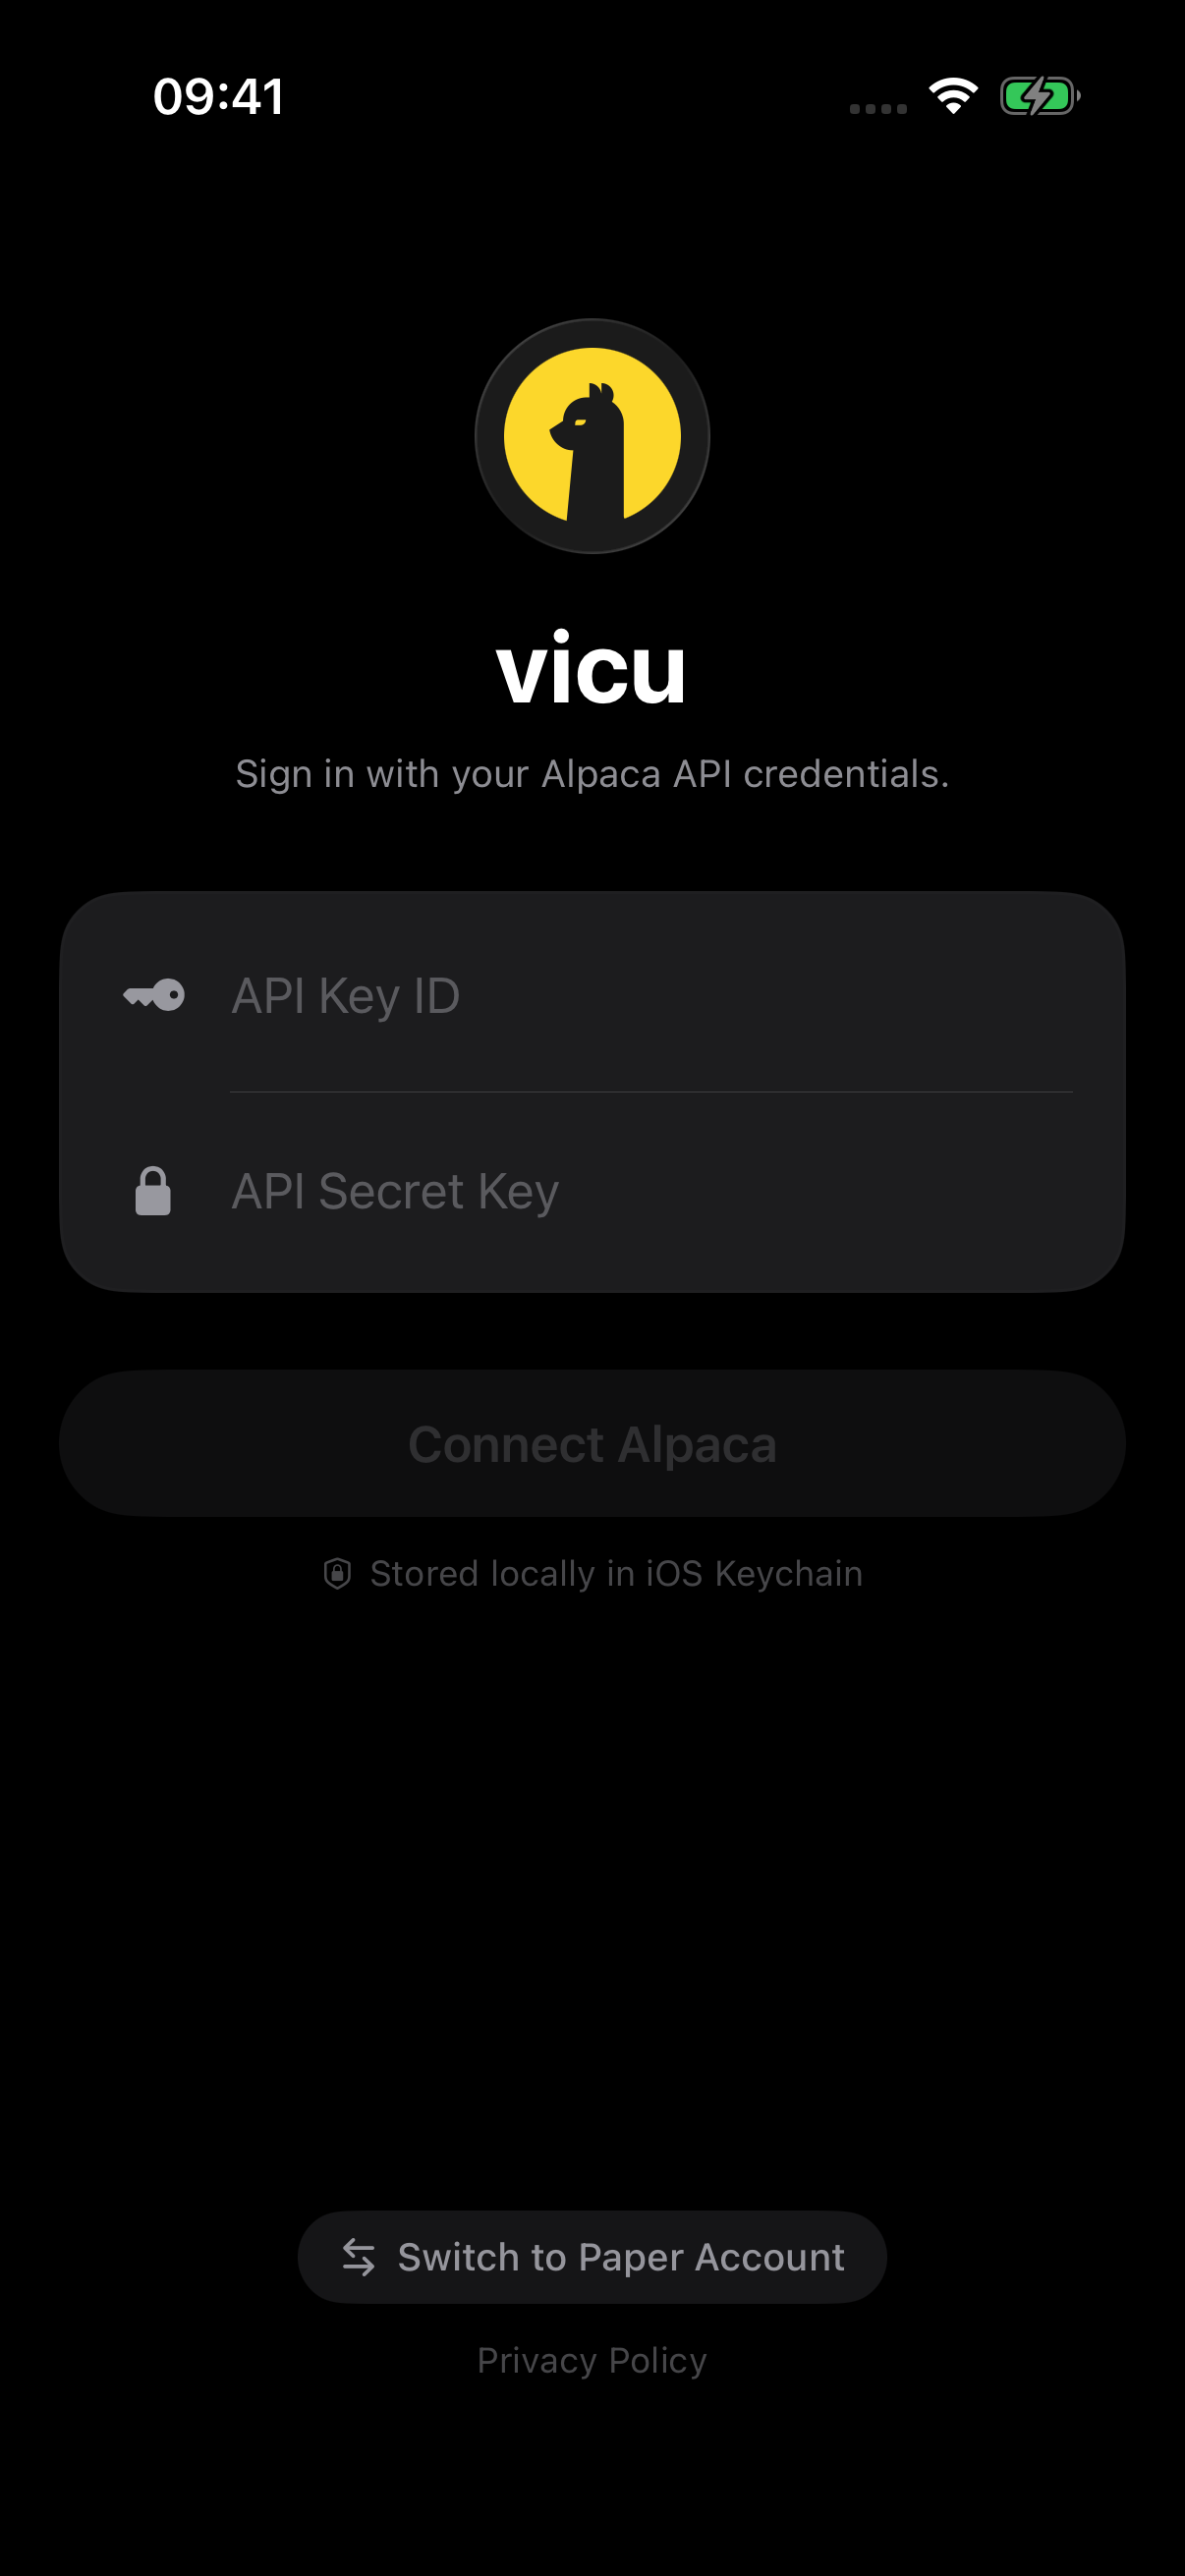 09:41
vicu
Sign in with your Alpaca API credentials.
API Key ID
API Secret Key
Connect Alpaca
Stored locally in iOS Keychain
Switch to Paper Account
Privacy Policy